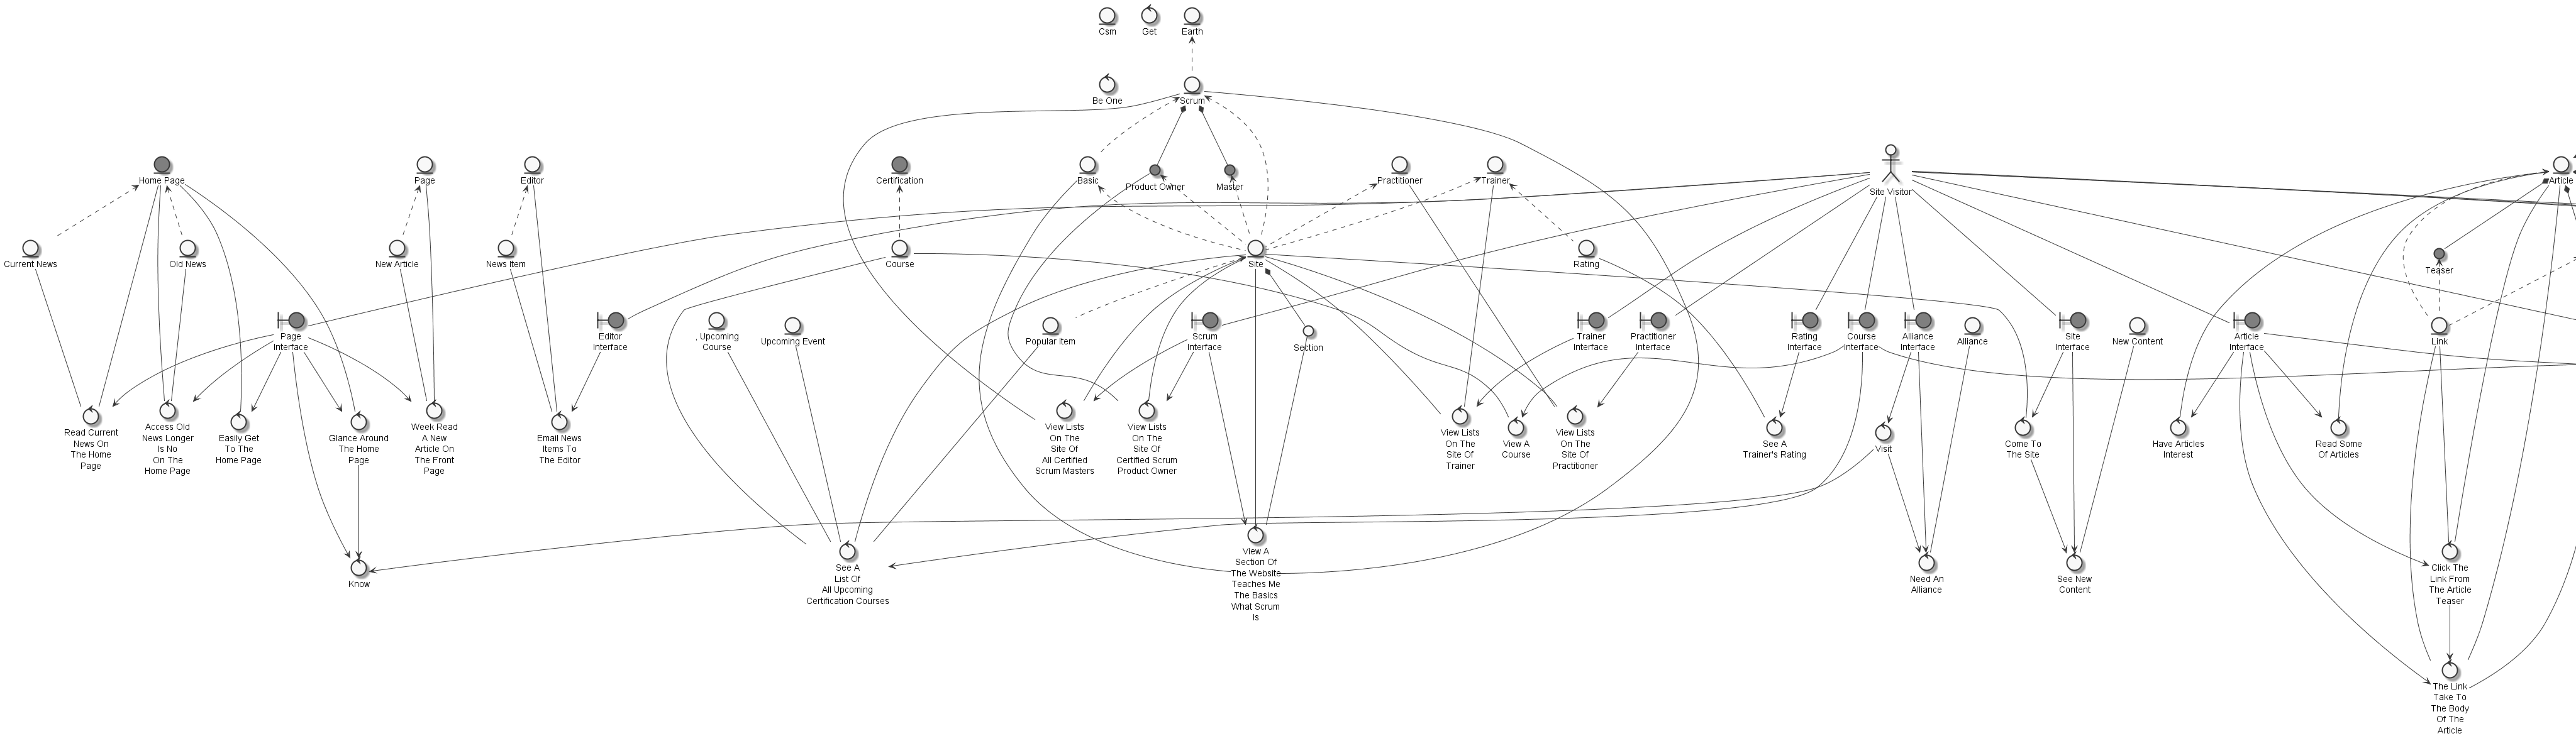 Csm
Get
Earth
Be One
Scrum
Home Page
Page
Editor
Certification
Basic
Product Owner
Master
Practitioner
Trainer
Site Visitor
Article
Current News
Old News
New Article
News Item
Course
Site
Rating
Teaser
Page
Interface
Editor
Interface
, Upcoming
Course
Upcoming Event
Popular Item
Scrum
Interface
Section
Trainer
Interface
Practitioner
Interface
Rating
Interface
Course
Interface
Alliance
Interface
Alliance
Site
Interface
New Content
Article
Interface
Link
Read Current
News On
The Home
Page
Access Old
News Longer
Is No
On The
Home Page
Easily Get
To The
Home Page
Glance Around
The Home
Page
Week Read
A New
Article On
The Front
Page
Email News
Items To
The Editor
View Lists
On The
Site Of
All Certified
Scrum Masters
View Lists
On The
Site Of
Certified Scrum
Product Owner
View Lists
On The
Site Of
Trainer
View A
Course
View Lists
On The
Site Of
Practitioner
See A
Trainer's Rating
Visit
Come To
The Site
Have Articles
Interest
Read Some
Of Articles
Know
See A
List Of
All Upcoming
Certification Courses
View A
Section Of
The Website
Teaches Me
The Basics
What Scrum
Is
Need An
Alliance
See New
Content
Click The
Link From
The Article
Teaser
The Link
Take To
The Body
Of The
Article